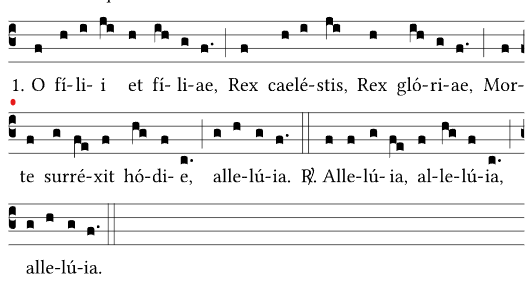 1. O fí-li- i et fí-li-ae, Rex caelé-stis, Rex gló-ri-ae, Mor-
te surré-xit hó-di- e, alle-lú-ia. ℟. Alle-lú-ia, al-le-lú-ia,
alle-lú-ia.